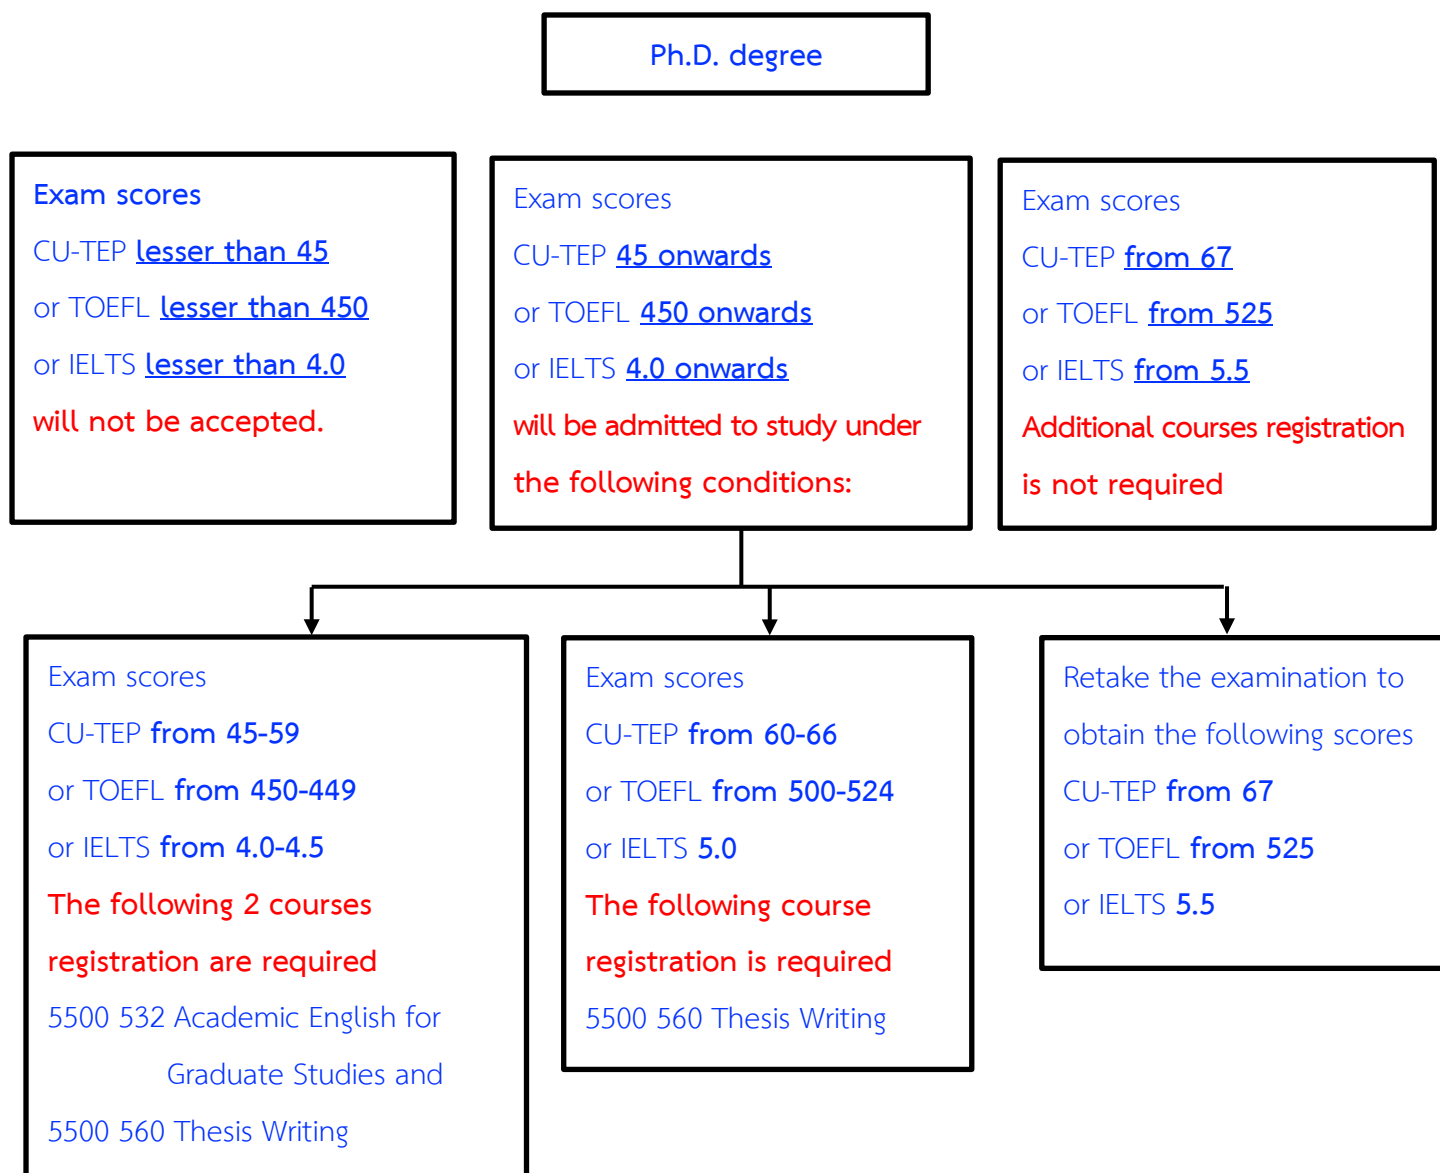 Ph.D. degree
Exam scores
CU-TEP lesser than 45
or TOEFL lesser than 450
or IELTS lesser than 4.0
will not be accepted.
Exam scores
CU-TEP 45 onwards
or TOEFL 450 onwards
or IELTS 4.0 onwards
will be admitted to study under
the following conditions:
Exam scores
CU-TEP from 67
or TOEFL from 525
or IELTS from 5.5
Additional courses registration
is not required
Exam scores
CU-TEP from 45-59
or TOEFL from 450-449
or IELTS from 4.0-4.5
The following 2 courses
registration are required
5500 532 Academic English for
Graduate Studies and
5500 560 Thesis Writing
Exam scores
CU-TEP from 60-66
or TOEFL from 500-524
or IELTS 5.0
The following course
registration is required
5500 560 Thesis Writing
Retake the examination to
obtain the following scores
CU-TEP from 67
or TOEFL from 525
or IELTS 5.5